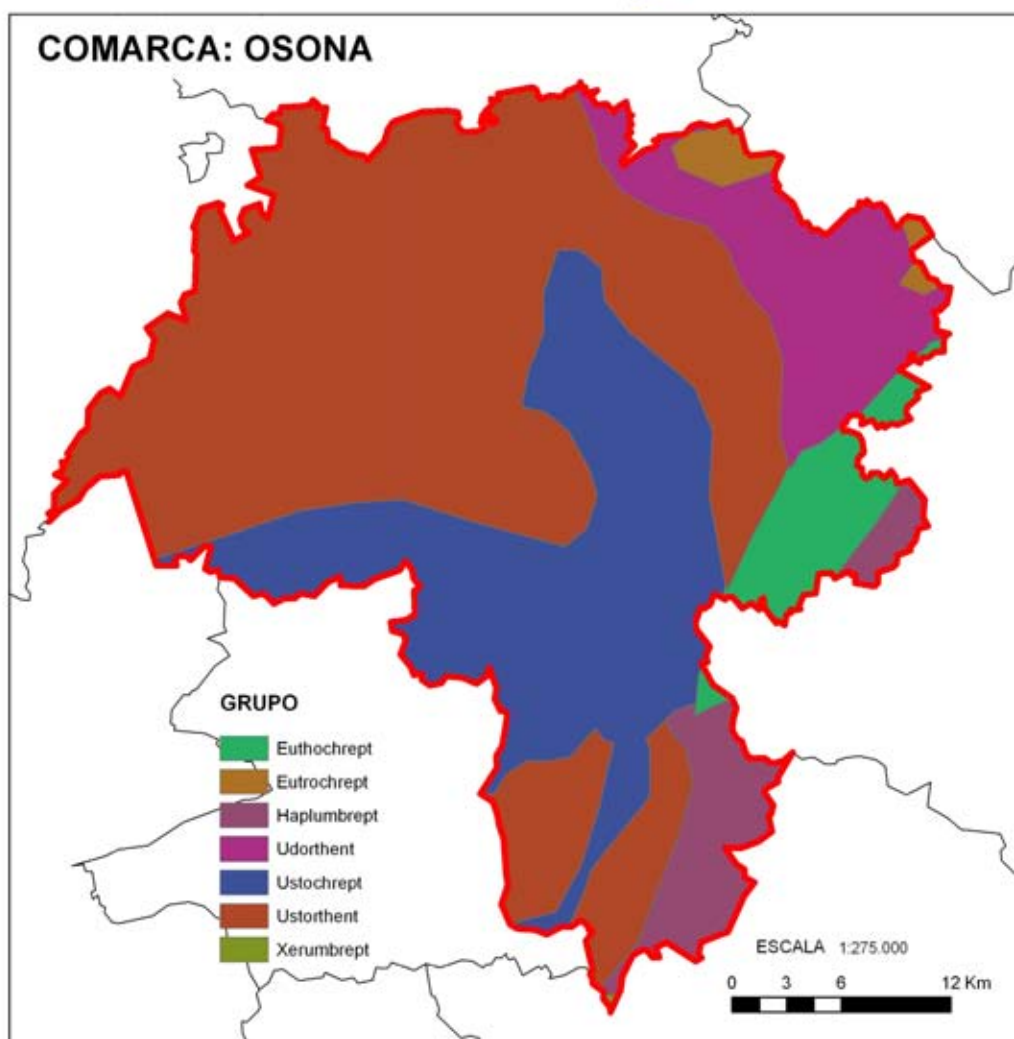 COMARCA: OSONA
GRUPO
Euthochrept
Eutrochrept
Haplumbrept
Udorthent
Ustochrept
Ustorthent
Xerumbrept
ESCALA 1:275.000
0 3 6 12 Km